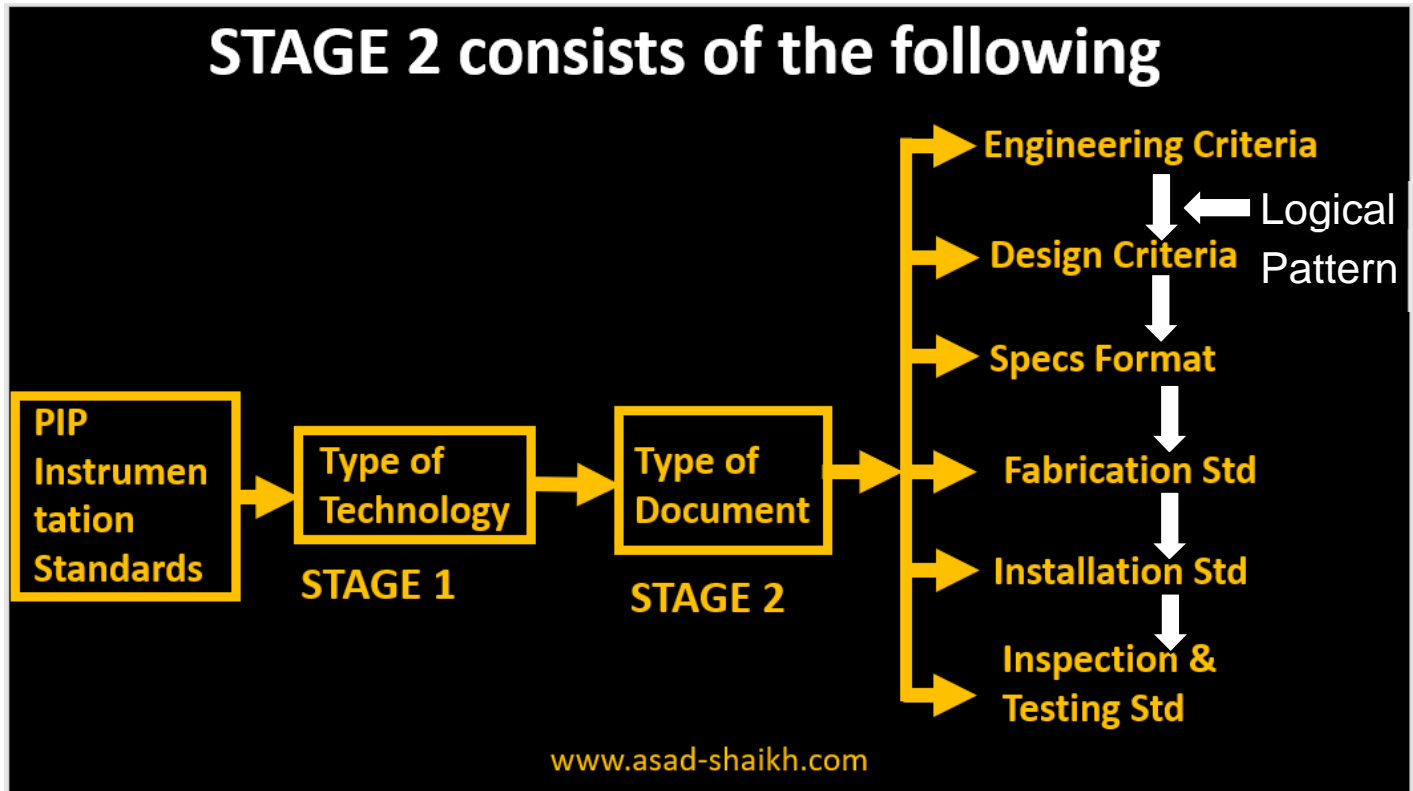 STAGE 2 consists of the following
PIP
Instrumen
tation
Standards
Type of
Technology
STAGE 1
Type of
Document
STAGE 2
Engineering Criteria
Logical
Pattern
Design Criteria
Specs Format
Fabrication Std
Installation Std
Inspection &
Testing Std
www.asad-shaikh.com